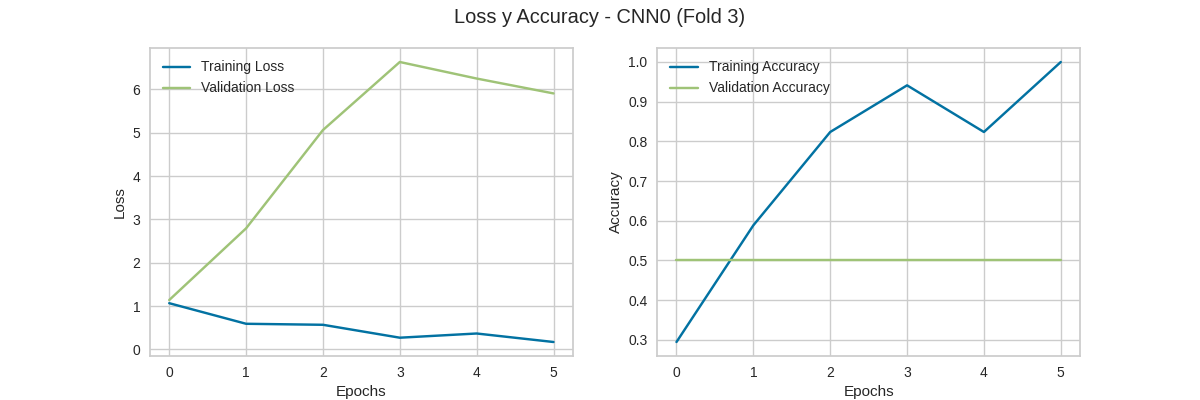 Loss y Accuracy - CNN0 (Fold 3)
Training Loss
Validation Loss
6
5
4
3
2
1
0
Loss
0 1 2 3 4 5
Epochs
Training Accuracy
Validation Accuracy
1.0
0.9
0.8
0.7
0.6
0.5
0.4
0.3
Accuracy
0 1 2 3 4 5
Epochs